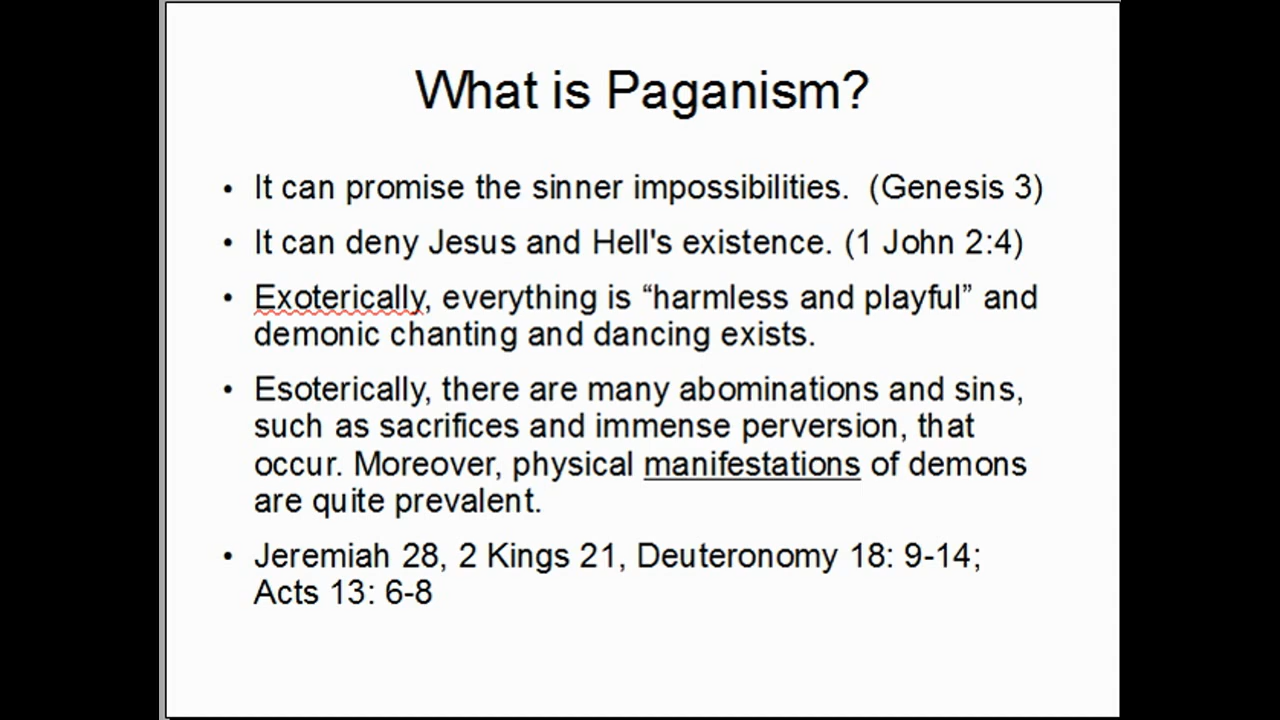 What is Paganism?
• It can promise the sinner impossibilities.  (Genesis 3)
• It can deny Jesus and Hell's existence. (1 John 2:4)
• Exoterically, everything is “harmless and playful” and
demonic chanting and dancing exists.
• Esoterically, there are many abominations and sins,
such as sacrifices and immense perversion, that
occur. Moreover, physical manifestations of demons
are quite prevalent.
• Jeremiah 28, 2 Kings 21, Deuteronomy 18: 9-14;
Acts 13: 6-8